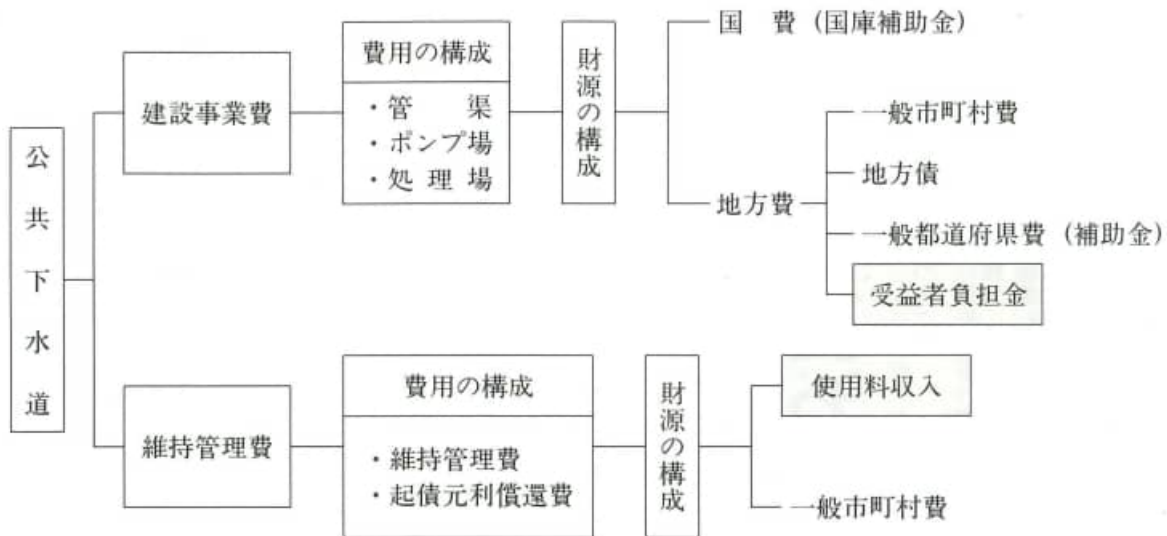 公共下水道
建設事業費
費用の構成
・管　　渠
・ポンプ場
・処 理 場
財源の構成
国　費（国庫補助金）
地方費
一般市町村費
地方債
一般都道府県費（補助金）
受益者負担金
維持管理費
費用の構成
・維持管理費
・起債元利償還費
財源の構成
使用料収入
一般市町村費